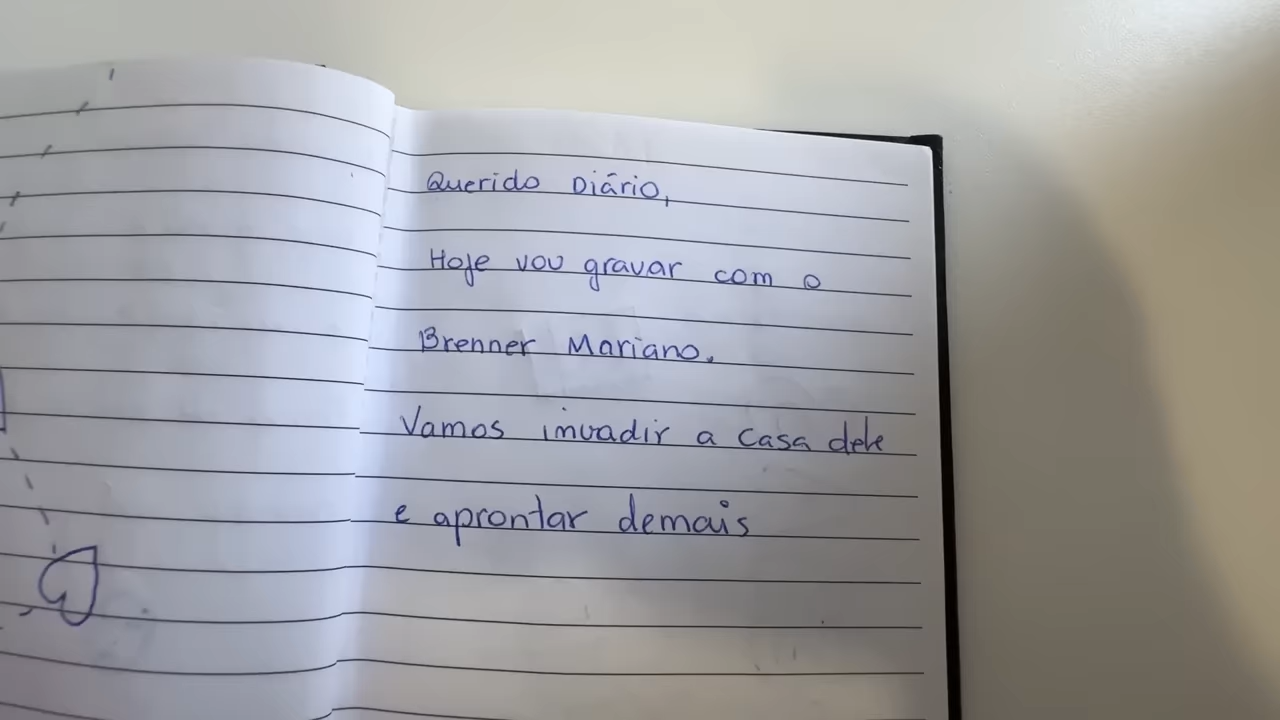 Querido Diário,
Hoje vou gravar com o
Brenner Mariano.
Vamos invadir a casa dele
e aprontar demais